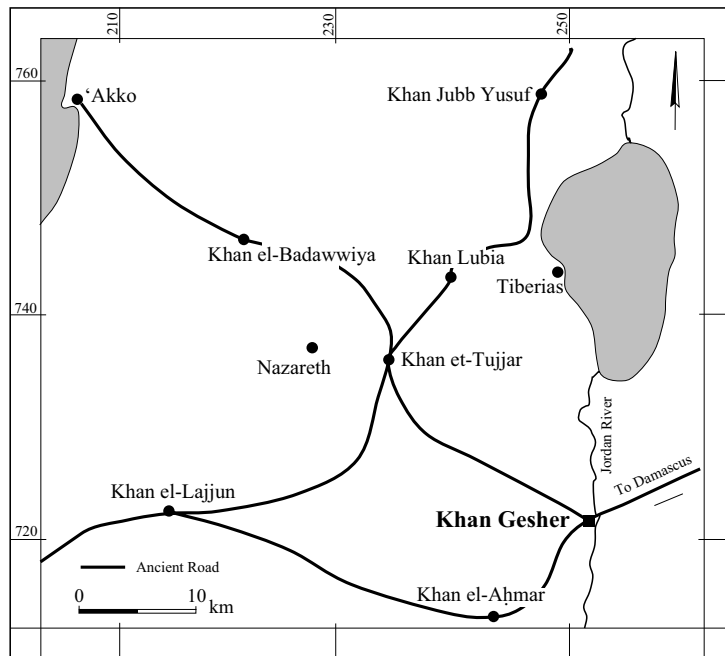 210
230
250
760
‘Akko
Khan Jubb Yusuf
Khan el-Badawwiya
Khan Lubia
Tiberias
740
Nazareth
Khan et-Tujjar
Jordan River
To Damascus
Khan el-Lajjun
Khan Gesher
720
Ancient Road
Khan el-Aḥmar
0 10
km